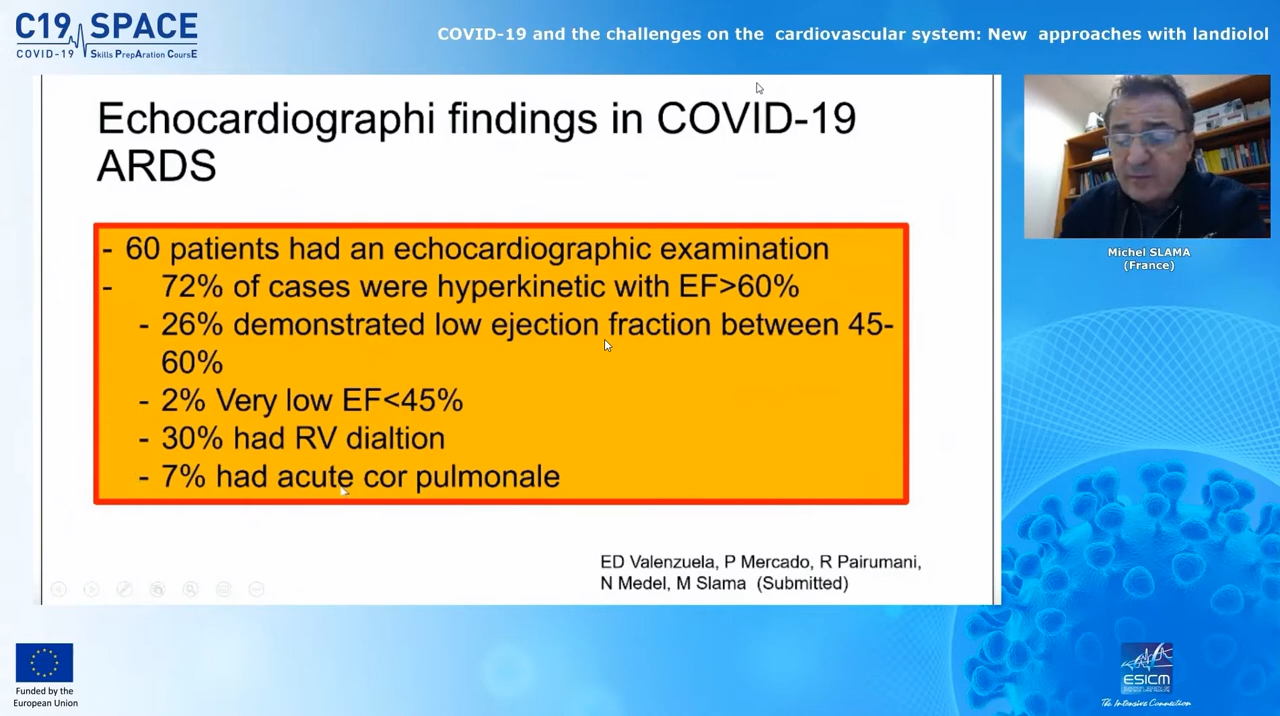 C19 SPACE
COVID-19 Skills PrepAration CoursE
COVID-19 and the challenges on the cardiovascular system: New approaches with landiolol
Echocardiographi findings in COVID-19
ARDS
- 60 patients had an echocardiographic examination
- 72% of cases were hyperkinetic with EF>60%
- 26% demonstrated low ejection fraction between 45-
60%
- 2% Very low EF<45%
- 30% had RV dialtion
- 7% had acute cor pulmonale
ED Valenzuela, P Mercado, R Pairumani,
N Medel, M Slama (Submitted)
Michel SLAMA
(France)
Funded by the
European Union
ESICM
The Intensive Connection